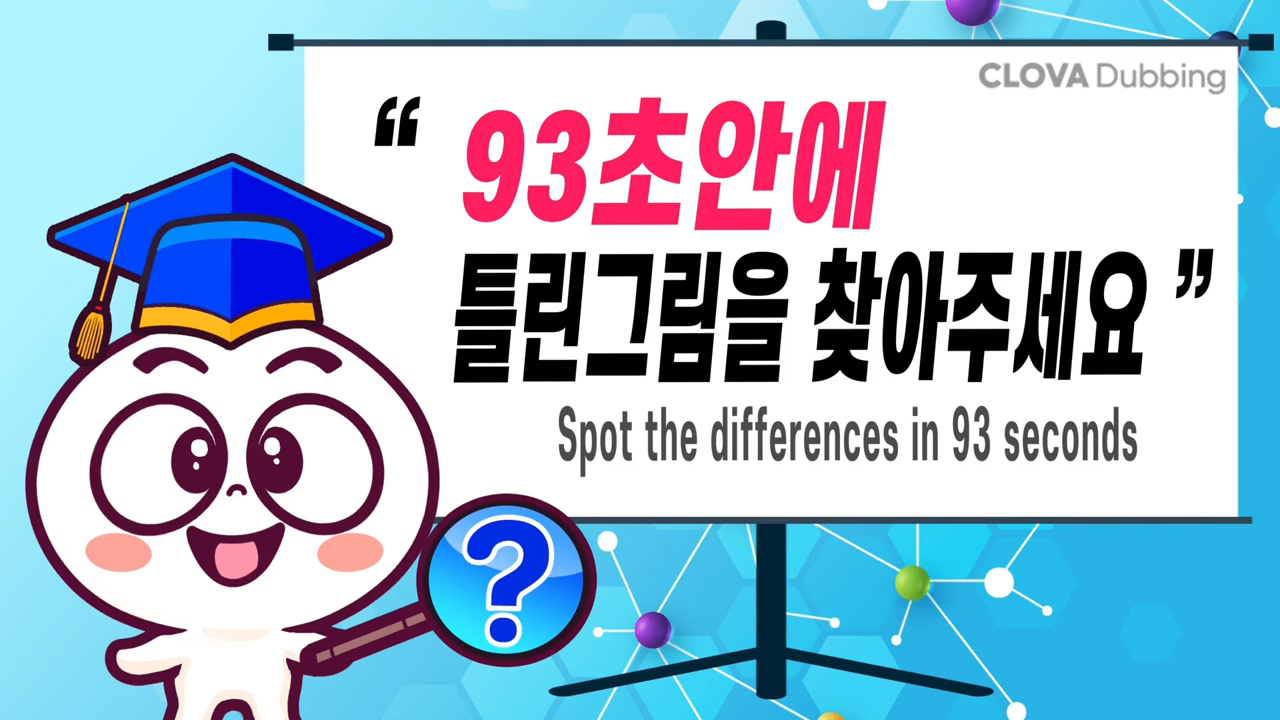 CLOVA Dubbing
“ 93초안에
틀린그림을 찾아주세요 ”
Spot the differences in 93 seconds
?